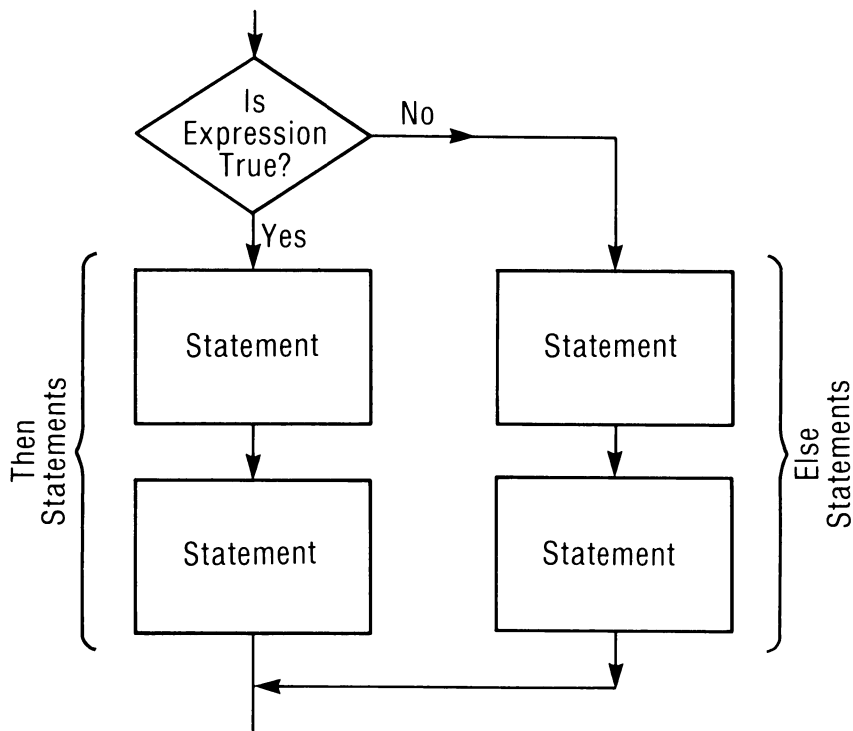 Is
Expression
True?
No
Yes
Statement
Statement
Then
Statements
Statement
Statement
Else
Statements